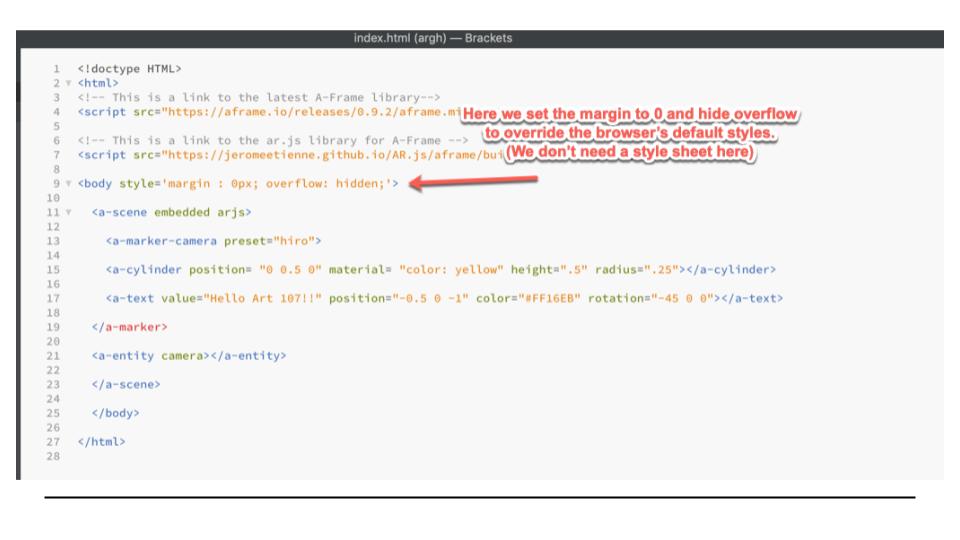 index.html (argh) — Brackets
1 <!doctype HTML>
2 <html>
3 <!-- This is a link to the latest A-Frame library-->
4 <script src="https://aframe.io/releases/0.9.2/aframe.mi
Here we set the margin to 0 and hide overflow
5
to override the browser's default styles.
6 <!-- This is a link to the ar.js library for A-Frame -->
7 <script src="https://jeromeetienne.github.io/AR.js/aframe/bui
(We don't need a style sheet here)
8
9 <body style='margin : 0px; overflow: hidden;'>
10
11 <a-scene embedded arjs>
12
13 <a-marker-camera preset="hiro">
14
15 <a-cylinder position= "0 0.5 0" material= "color: yellow" height=".5" radius=".25"></a-cylinder>
16
17 <a-text value="Hello Art 107!!" position="-0.5 0 -1" color="#FF16EB" rotation="-45 0 0"></a-text>
18
19 </a-marker>
20
21 <a-entity camera></a-entity>
22
23 </a-scene>
24
25 </body>
26
27 </html>
28